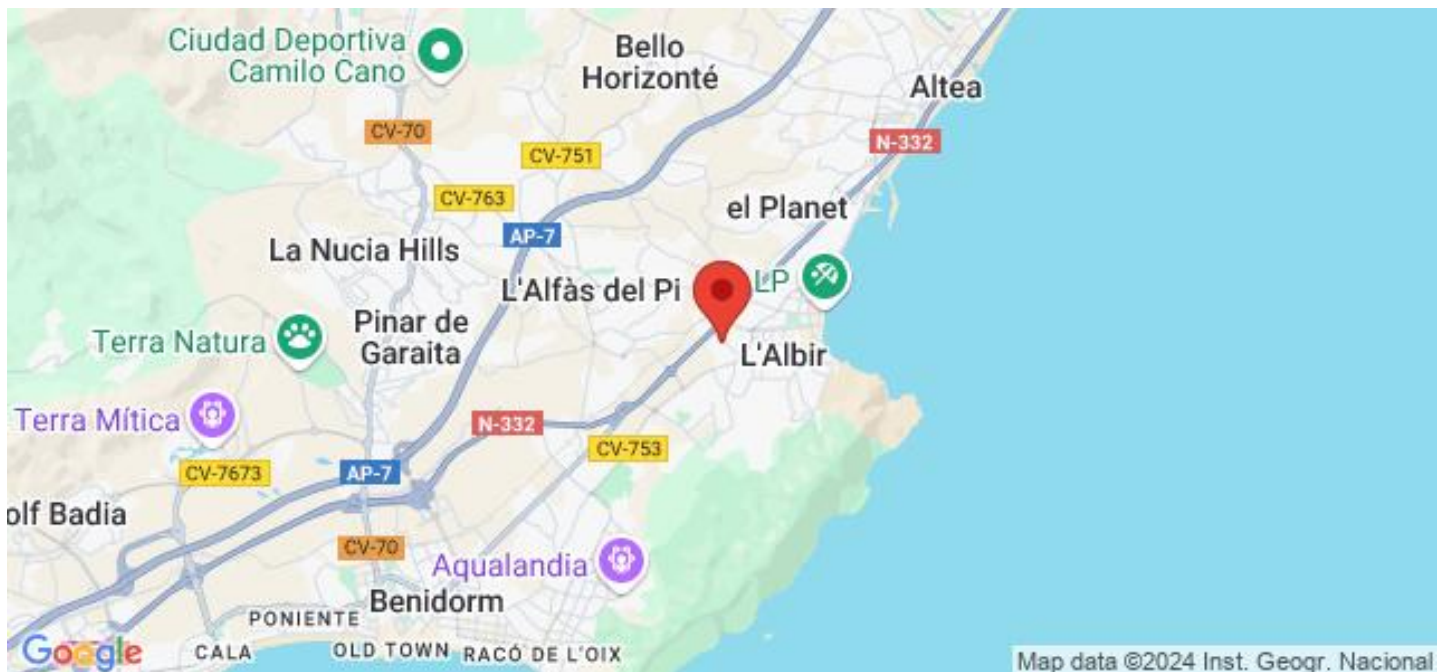 Ciudad Deportiva
Camilo Cano
Bello
Horizonté
Altea
CV-70
N-332
CV-751
CV-763
el Planet
AP-7
La Nucia Hills
L'Alfàs del Pi
LP
Pinar de
Garaita
Terra Natura
L'Albir
Terra Mítica
N-332
CV-753
CV-7673
AP-7
olf Badia
CV-70
Aqualandia
Benidorm
PONIENTE
Google
CALA
OLD TOWN
RACÓ DE L'OIX
Map data ©2024 Inst. Geogr. Nacional